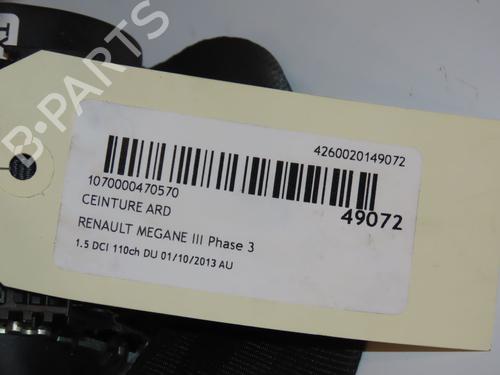 B-PARTS
4260020149072
1070000470570
49072
CEINTURE ARD
RENAULT MEGANE III Phase 3
1.5 DCI 110ch DU 01/10/2013 AU